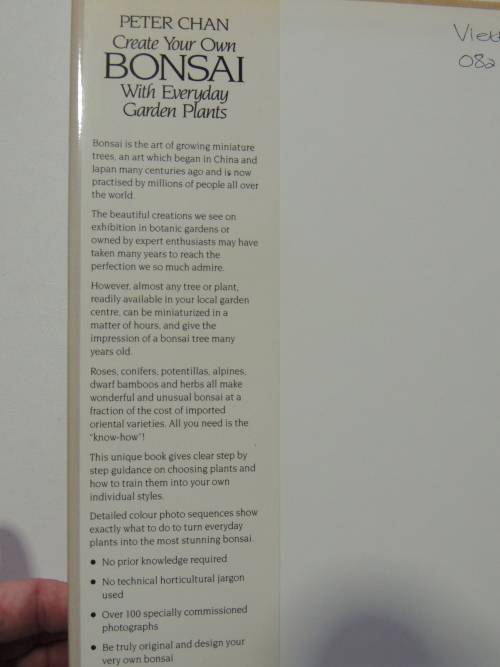 PETER CHAN
Create Your Own
BONSAI
With Everyday
Garden Plants
Bonsai is the art of growing miniature
trees, an art which began in China and
Japan many centuries ago and is now
practised by millions of people all over
the world.
The beautiful creations we see on
exhibition in botanic gardens or
owned by expert enthusiasts may have
taken many years to reach the
perfection we so much admire.
However, almost any tree or plant,
readily available in your local garden
centre, can be miniaturized in a
matter of hours, and give the
impression of a bonsai tree many
years old.
Roses, conifers, potentillas, alpines,
dwarf bamboos and herbs all make
wonderful and unusual bonsai at a
fraction of the cost of imported
oriental varieties. All you need is the
"know-how"!
This unique book gives clear step by
step guidance on choosing plants and
how to train them into your own
individual styles.
Detailed colour photo sequences show
exactly what to do to turn everyday
plants into the most stunning bonsai.
• No prior knowledge required
• No technical horticultural jargon
used
• Over 100 specially commissioned
photographs
• Be truly original and design your
very own bonsai
082